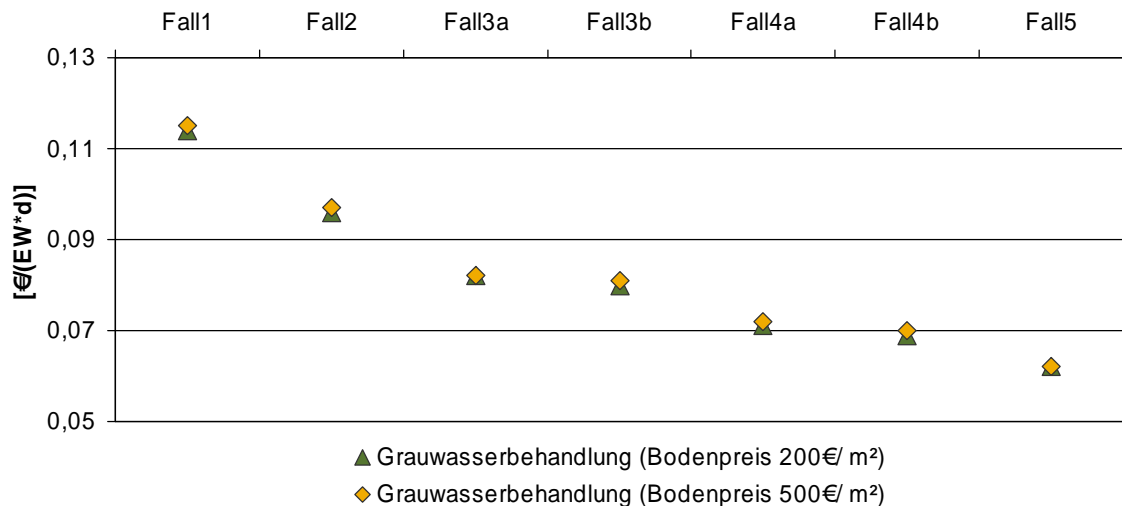 Fall1 Fall2 Fall3a Fall3b Fall4a Fall4b Fall5
0,13
0,11
0,09
0,07
0,05
[€/(EW*d)]
Grauwasserbehandlung (Bodenpreis 200€/ m²)
Grauwasserbehandlung (Bodenpreis 500€/ m²)